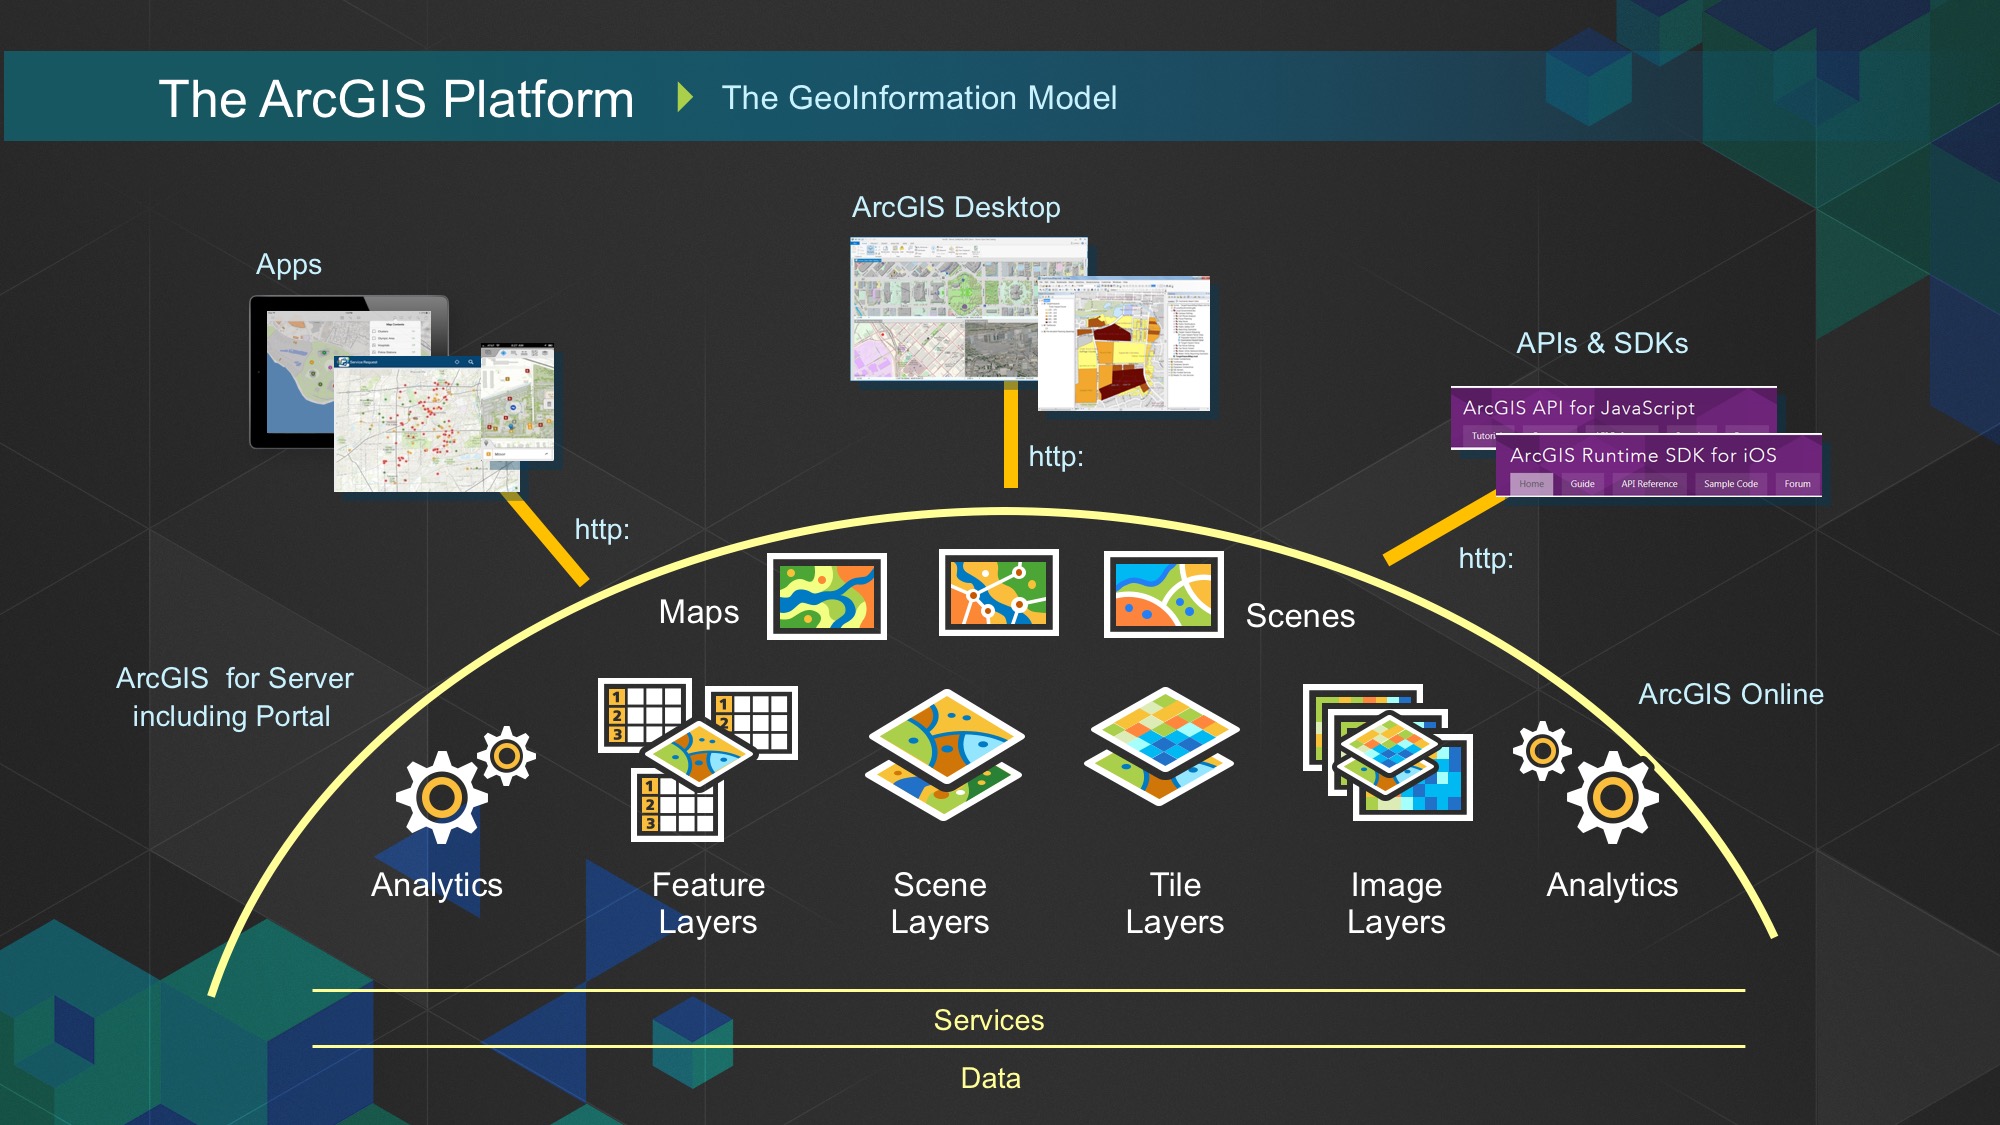 The ArcGIS Platform
The GeoInformation Model
ArcGIS Desktop
Apps
APIs & SDKs
ArcGIS API for JavaScript
ArcGIS Runtime SDK for iOS
Home Guide API Reference Sample Code Forum
Service Request
http:
http:
http:
Maps
Scenes
ArcGIS for Server
including Portal
ArcGIS Online
1
2
3
1
2
1
2
3
Analytics
Feature
Layers
Scene
Layers
Tile
Layers
Image
Layers
Analytics
Services
Data